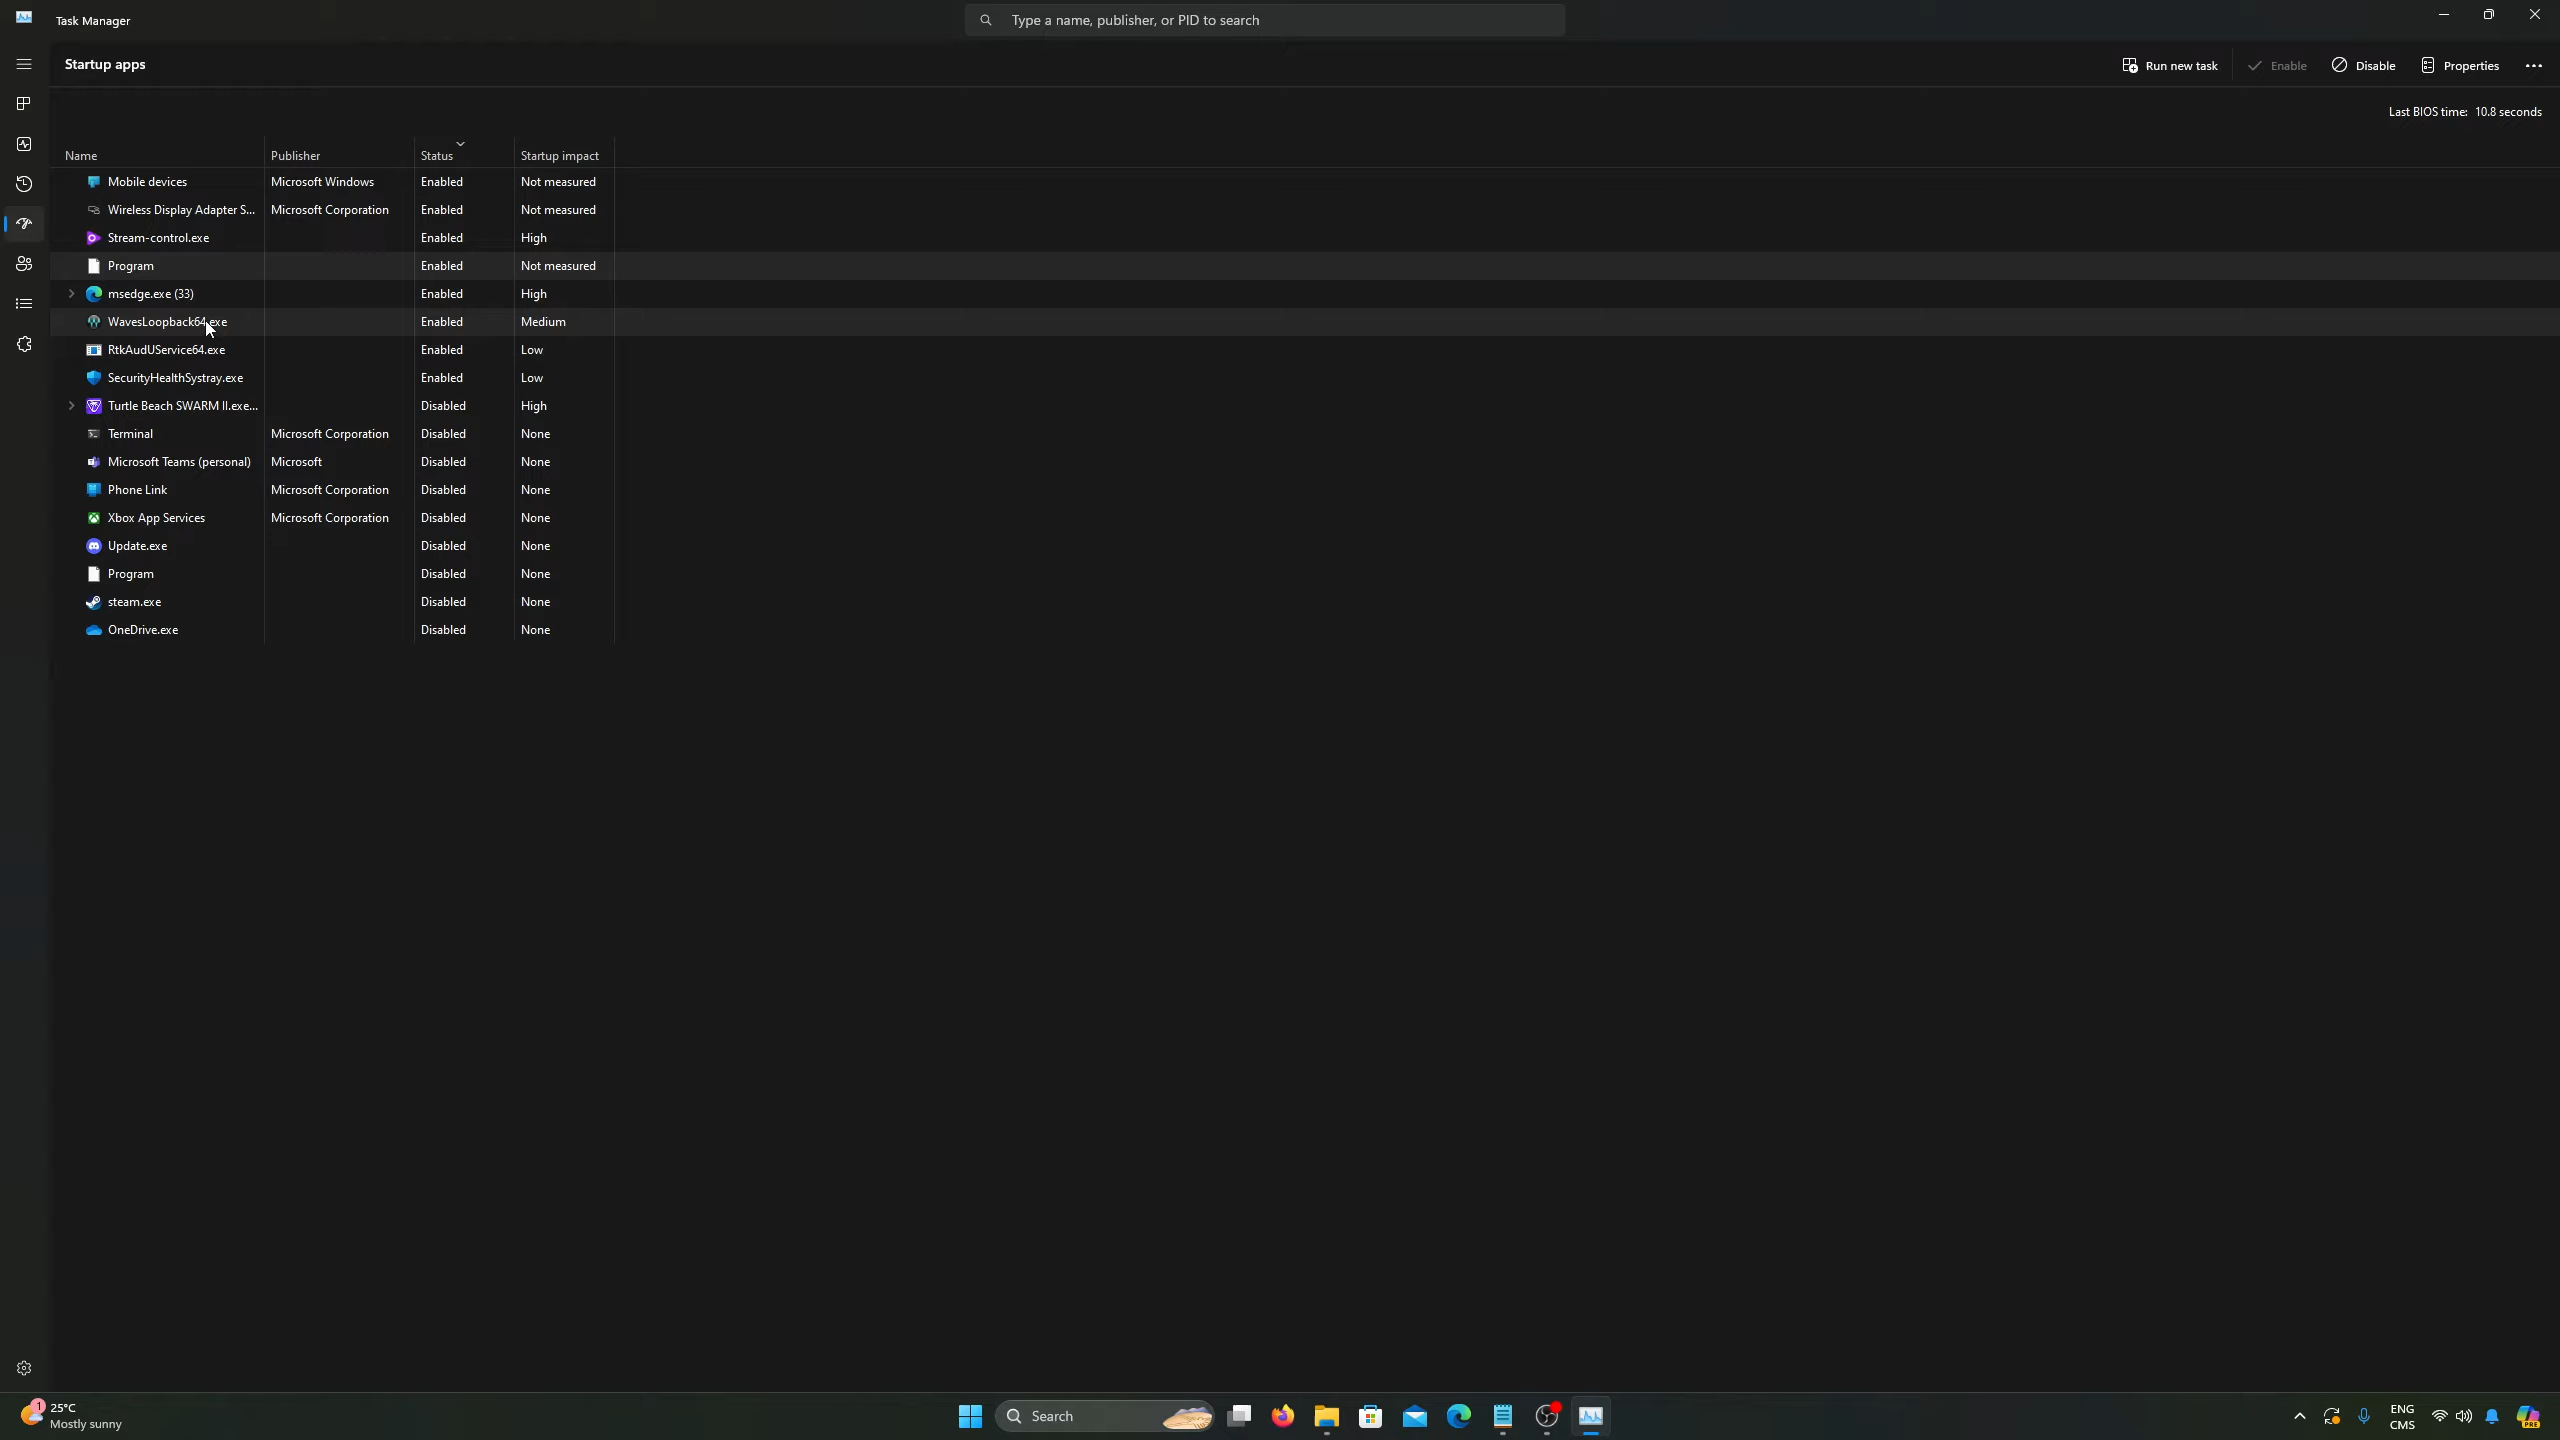 Task Manager
Type a name, publisher, or PID to search
Startup apps
Run new task
Enable
Disable
Properties
Last BIOS time: 10.8 seconds
Name Publisher Status Startup impact
Mobile devices Microsoft Windows Enabled Not measured
Wireless Display Adapter S... Microsoft Corporation Enabled Not measured
Stream-control.exe Enabled High
Program Enabled Not measured
msedge.exe (33) Enabled High
WavesLoopback64.exe Enabled Medium
RtkAudUService64.exe Enabled Low
SecurityHealthSystray.exe Enabled Low
Turtle Beach SWARM II.exe... Disabled High
Terminal Microsoft Corporation Disabled None
Microsoft Teams (personal) Microsoft Disabled None
Phone Link Microsoft Corporation Disabled None
Xbox App Services Microsoft Corporation Disabled None
Update.exe Disabled None
Program Disabled None
steam.exe Disabled None
OneDrive.exe Disabled None
1
25°C
Mostly sunny
Search
ENG
CMS
PRE